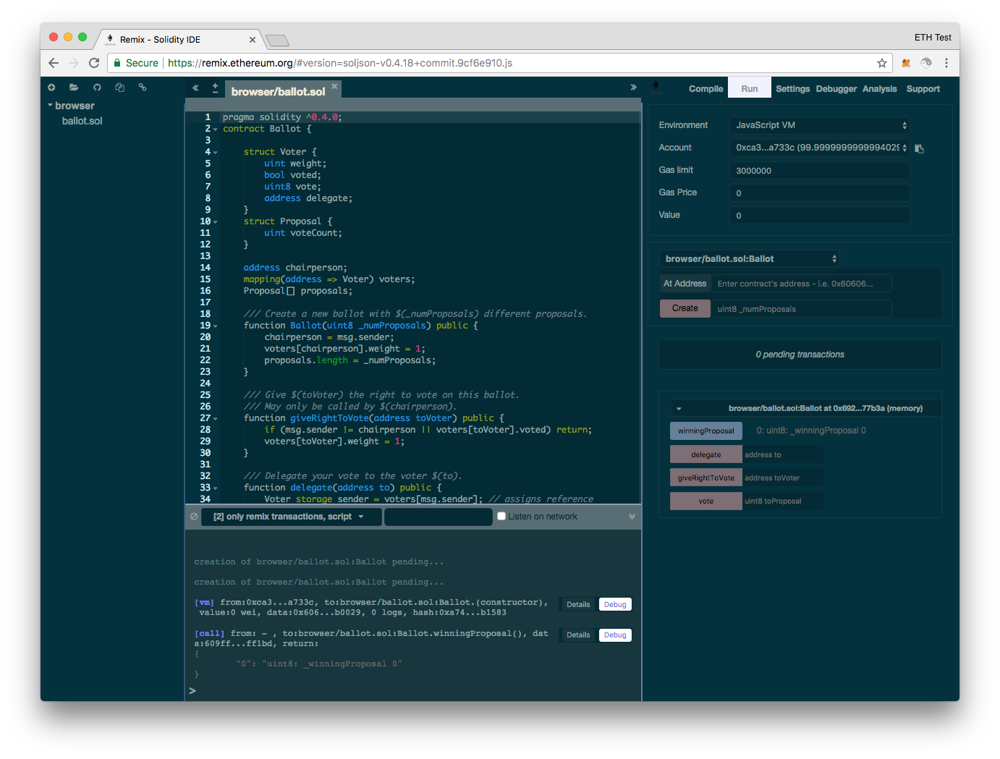 Remix - Solidity IDE
ETH Test
Secure https://remix.ethereum.org/#version=soljson-v0.4.18+commit.9cf6e910.js
browser
ballot.sol
browser/ballot.sol
1 pragma solidity ^0.4.0;
2 contract Ballot {
3
4 struct Voter {
5 uint weight;
6 bool voted;
7 uint8 vote;
8 address delegate;
9 }
10 struct Proposal {
11 uint voteCount;
12 }
13
14 address chairperson;
15 mapping(address => Voter) voters;
16 Proposal[] proposals;
17
18 /// Create a new ballot with $(_numProposals) different proposals.
19 function Ballot(uint8 _numProposals) public {
20 chairperson = msg.sender;
21 voters[chairperson].weight = 1;
22 proposals.length = _numProposals;
23 }
24
25 /// Give $(toVoter) the right to vote on this ballot.
26 /// May only be called by $(chairperson).
27 function giveRightToVote(address toVoter) public {
28 if (msg.sender != chairperson || voters[toVoter].voted) return;
29 voters[toVoter].weight = 1;
30 }
31
32 /// Delegate your vote to the voter $(to).
33 function delegate(address to) public {
34 Voter storage sender = voters[msg.sender]; // assigns reference
[2] only remix transactions, script
Listen on network
creation of browser/ballot.sol:Ballot pending...
creation of browser/ballot.sol:Ballot pending...
[vm] from:0xca3...a733c, to:browser/ballot.sol:Ballot.(constructor),
value:0 wei, data:0x606...b0029, 0 logs, hash:0xa74...b1583
Details Debug
[call] from: - , to:browser/ballot.sol:Ballot.winningProposal(), dat
a:609ff...ff1bd, return:
Details Debug
{
"0": "uint8: _winningProposal 0"
}
>
Compile Run Settings Debugger Analysis Support
Environment JavaScript VM
Account 0xca3...a733c (99.9999999999994029
Gas limit 3000000
Gas Price 0
Value 0
browser/ballot.sol:Ballot
At Address Enter contract's address - i.e. 0x60606...
Create uint8 _numProposals
0 pending transactions
browser/ballot.sol:Ballot at 0x692...77b3a (memory)
winningProposal 0: uint8: _winningProposal 0
delegate address to
giveRightToVote address toVoter
vote uint8 toProposal